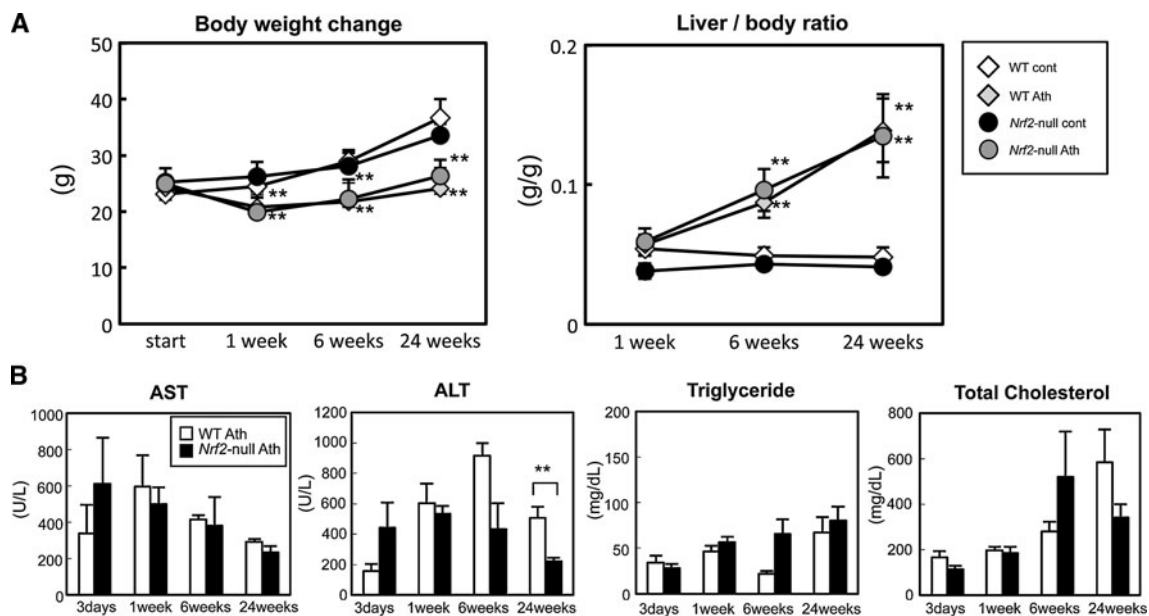 A
Body weight change
50
40
30
20
10
0
(g)
**
**
**
**
**
**
start 1 week 6 weeks 24 weeks
Liver / body ratio
0.2
0.1
0
(g/g)
**
**
**
**
1 week 6 weeks 24 weeks
WT cont
WT Ath
Nrf2-null cont
Nrf2-null Ath
B
AST
1000
800
600
400
200
0
(U/L)
WT Ath
Nrf2-null Ath
3days 1week 6weeks 24weeks
ALT
1200
1000
800
600
400
200
0
(U/L)
**
3days 1week 6weeks 24weeks
Triglyceride
200
150
100
50
0
(mg/dL)
3days 1week 6weeks 24weeks
Total Cholesterol
800
600
400
200
0
(mg/dL)
3days 1week 6weeks 24weeks